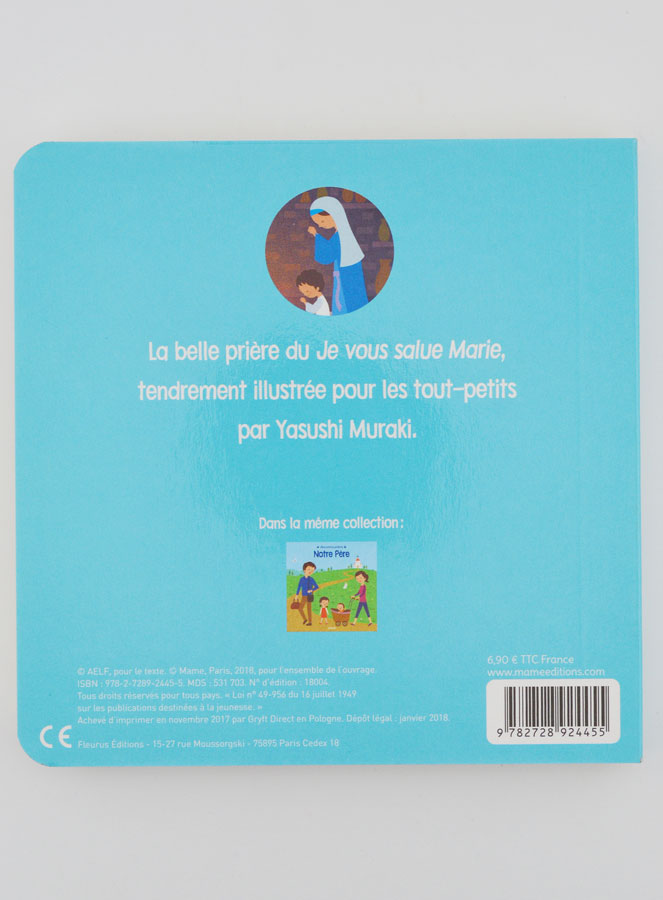 La belle prière du Je vous salue Marie,
tendrement illustrée pour les tout-petits
par Yasushi Muraki.
Dans la même collection :
Notre Père
© AELF, pour le texte. © Mame, Paris, 2018, pour l'ensemble de l'ouvrage.
ISBN : 978-2-7289-2445-5 MDS : 531 703. N° d'édition : 18004.
Tous droits réservés pour tous pays. « Loi n° 49-956 du 16 juillet 1949
sur les publications destinées à la jeunesse. »
Achevé d'imprimer en novembre 2017 par Gryft Direct en Pologne. Dépôt légal : janvier 2018.
CE Fleurus Éditions - 15-27 rue Moussorgski - 75895 Paris Cedex 18
6,90 € TTC France
www.mameeditions.com
9 782728 924455